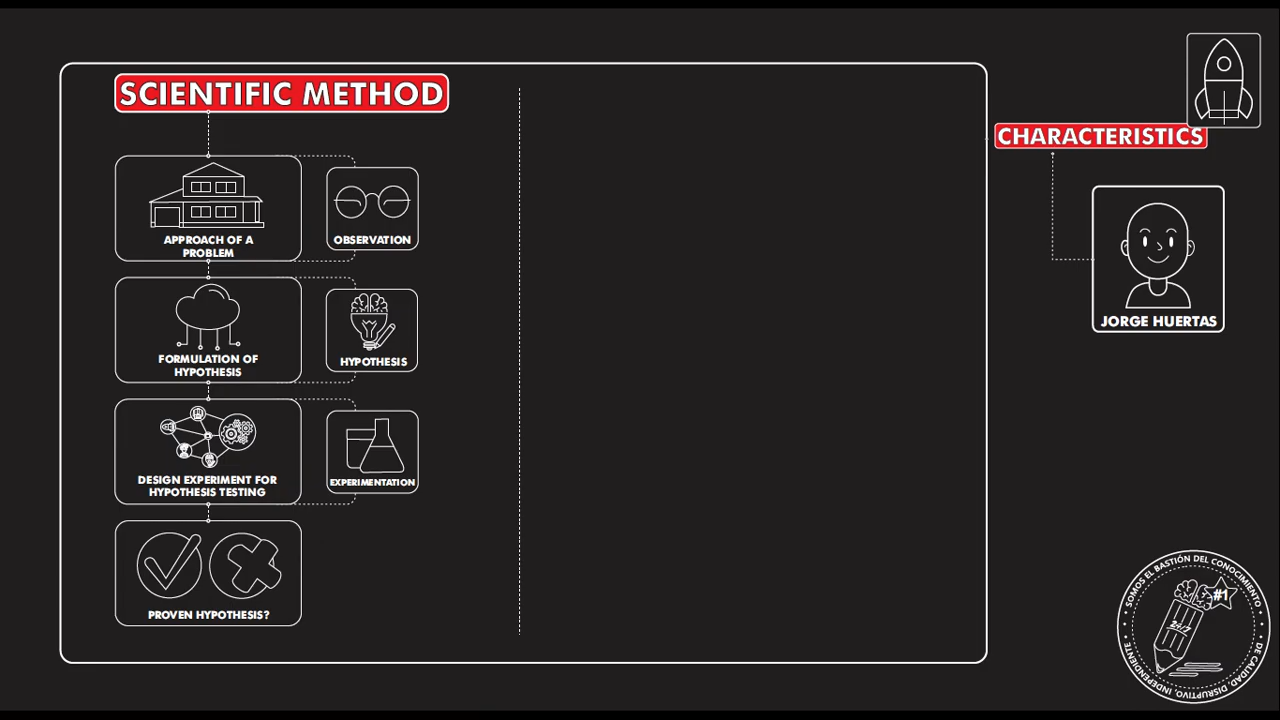 SCIENTIFIC METHOD
CHARACTERISTICS
APPROACH OF A
PROBLEM
OBSERVATION
JORGE HUERTAS
FORMULATION OF
HYPOTHESIS
HYPOTHESIS
DESIGN EXPERIMENT FOR
HYPOTHESIS TESTING
EXPERIMENTATION
PROVEN HYPOTHESIS?
SOMOS EL BASTIÓN DEL CONOCIMIENTO
DE CALIDAD, DISRUPTIVO, INDEPENDIENTE
#1
24/7